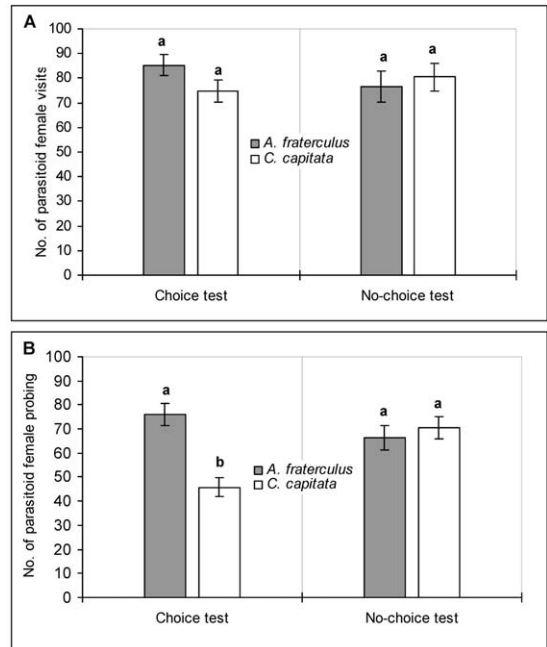 A
No. of parasitoid female visits
100
90
80
70
60
50
40
30
20
10
0
a
a
a
a
A. fraterculus
C. capitata
Choice test
No-choice test
B
No. of parasitoid female probing
100
90
80
70
60
50
40
30
20
10
0
a
b
a
a
A. fraterculus
C. capitata
Choice test
No-choice test